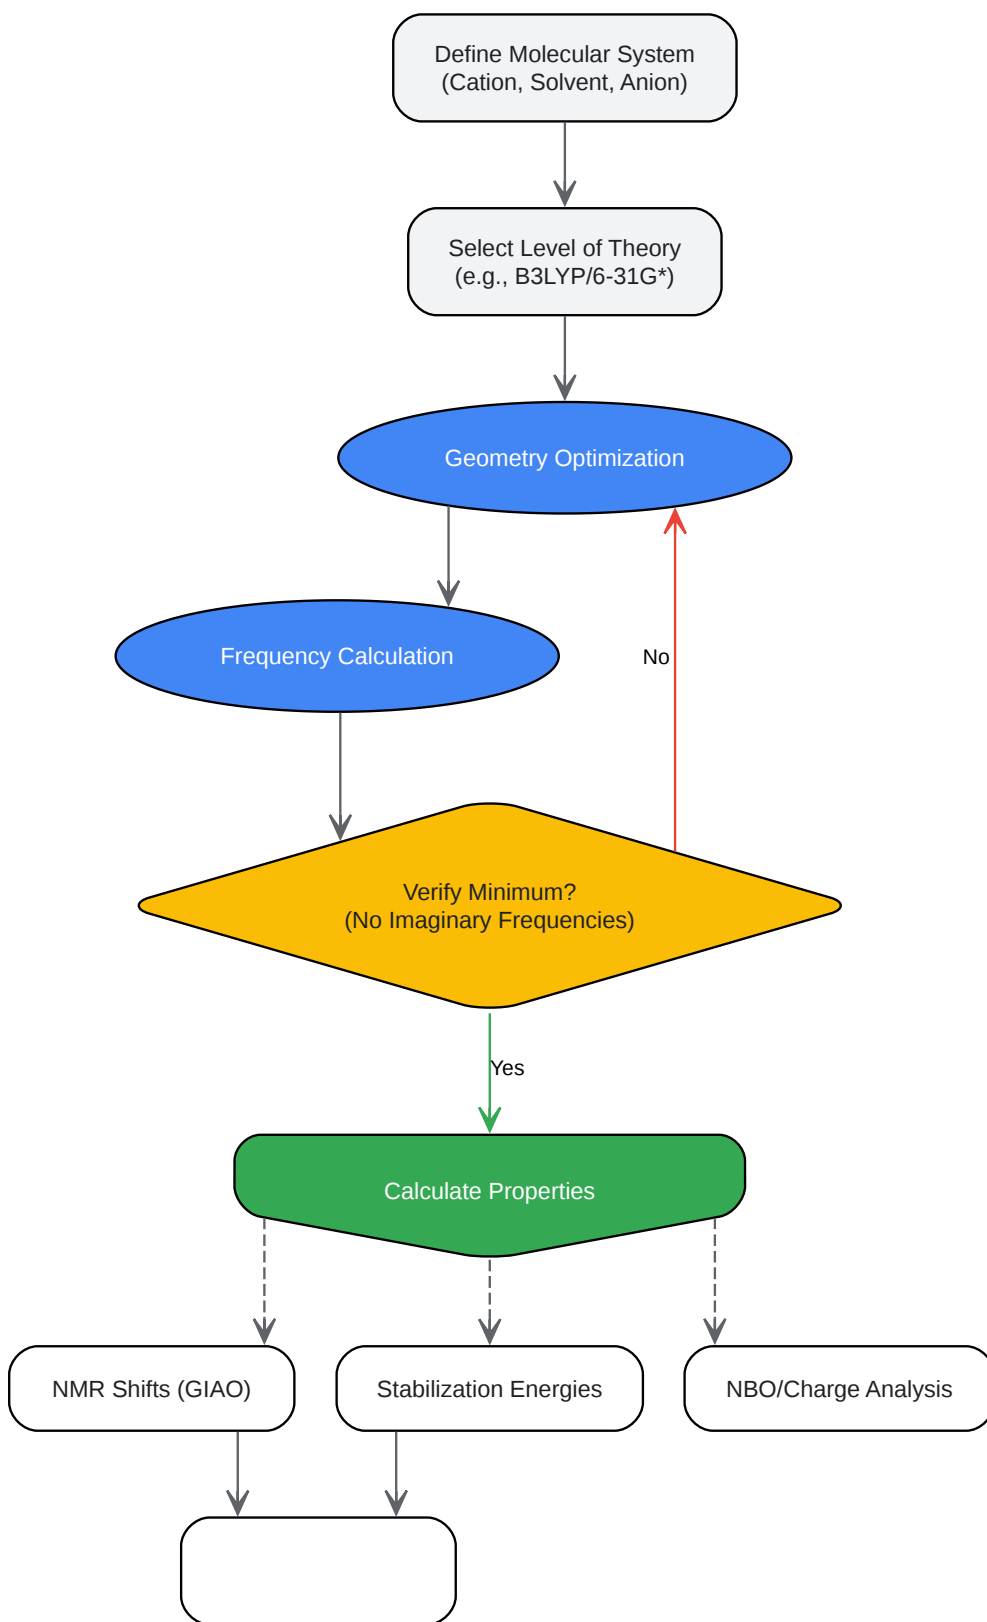 Define Molecular System
(Cation, Solvent, Anion)
Select Level of Theory
(e.g., B3LYP/6-31G*)
Geometry Optimization
Frequency Calculation
No
Verify Minimum?
(No Imaginary Frequencies)
Yes
Calculate Properties
NMR Shifts (GIAO)
Stabilization Energies
NBO/Charge Analysis